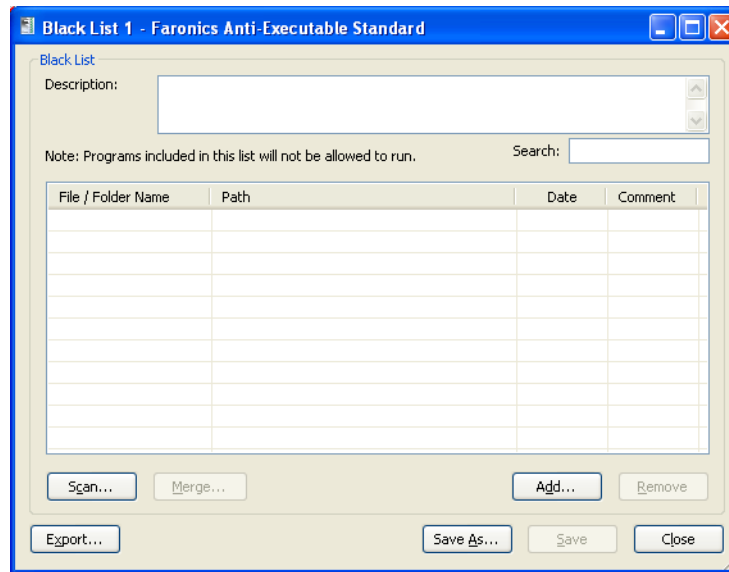 Black List 1 - Faronics Anti-Executable Standard
Black List
Description:
Note: Programs included in this list will not be allowed to run.
Search:
File / Folder Name Path Date Comment
Scan... Merge... Add... Remove
Export... Save As... Save Close